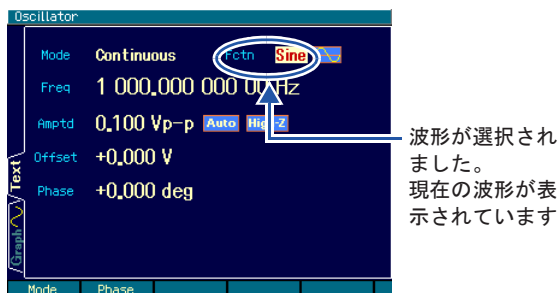 Oscillator
Mode Continuous Fctn Sine
Freq 1 000.000 000 00 Hz
Amptd 0.100 Vp-p Auto High-Z
Offset +0.000 V
Phase +0.000 deg
Text
Graph
Mode Phase
波形が選択され
ました。
現在の波形が表
示されています